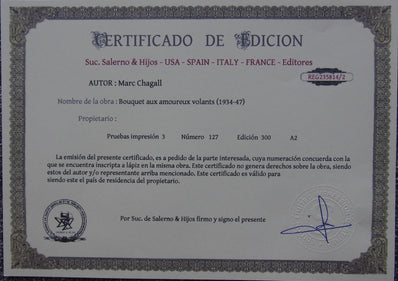 CERTIFICADO DE EDICION
Suc. Salerno & Hijos - USA - SPAIN - ITALY - FRANCE - Editores
REG235814/2
AUTOR : Marc Chagall
Nombre de la obra : Bouquet aux amoureux volants (1934-47)
Propietario :
Pruebas impresión 3 Número 127 Edición 300 A2
La emisión del presente certificado, es a pedido de la parte interesada, cuya numeración concuerda con la
que se encuentra inscripta a lápiz en la misma obra. Este certificado no genera derechos sobre la obra, siendo
estos del autor y/o representante arriba mencionado. Este certificado es válido para
siendo este el país de residencia del propietario.
Por Suc. de Salerno & Hijos firmo y signo el presente